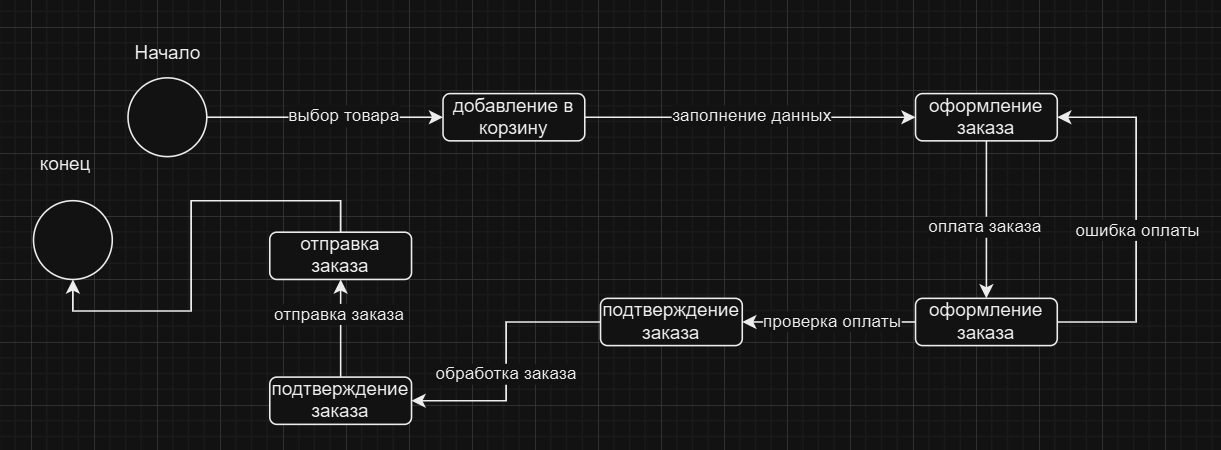 Начало
выбор товара
добавление в
корзину
заполнение данных
оформление
заказа
конец
оплата заказа
ошибка оплаты
отправка
заказа
отправка заказа
подтверждение
заказа
проверка оплаты
оформление
заказа
обработка заказа
подтверждение
заказа